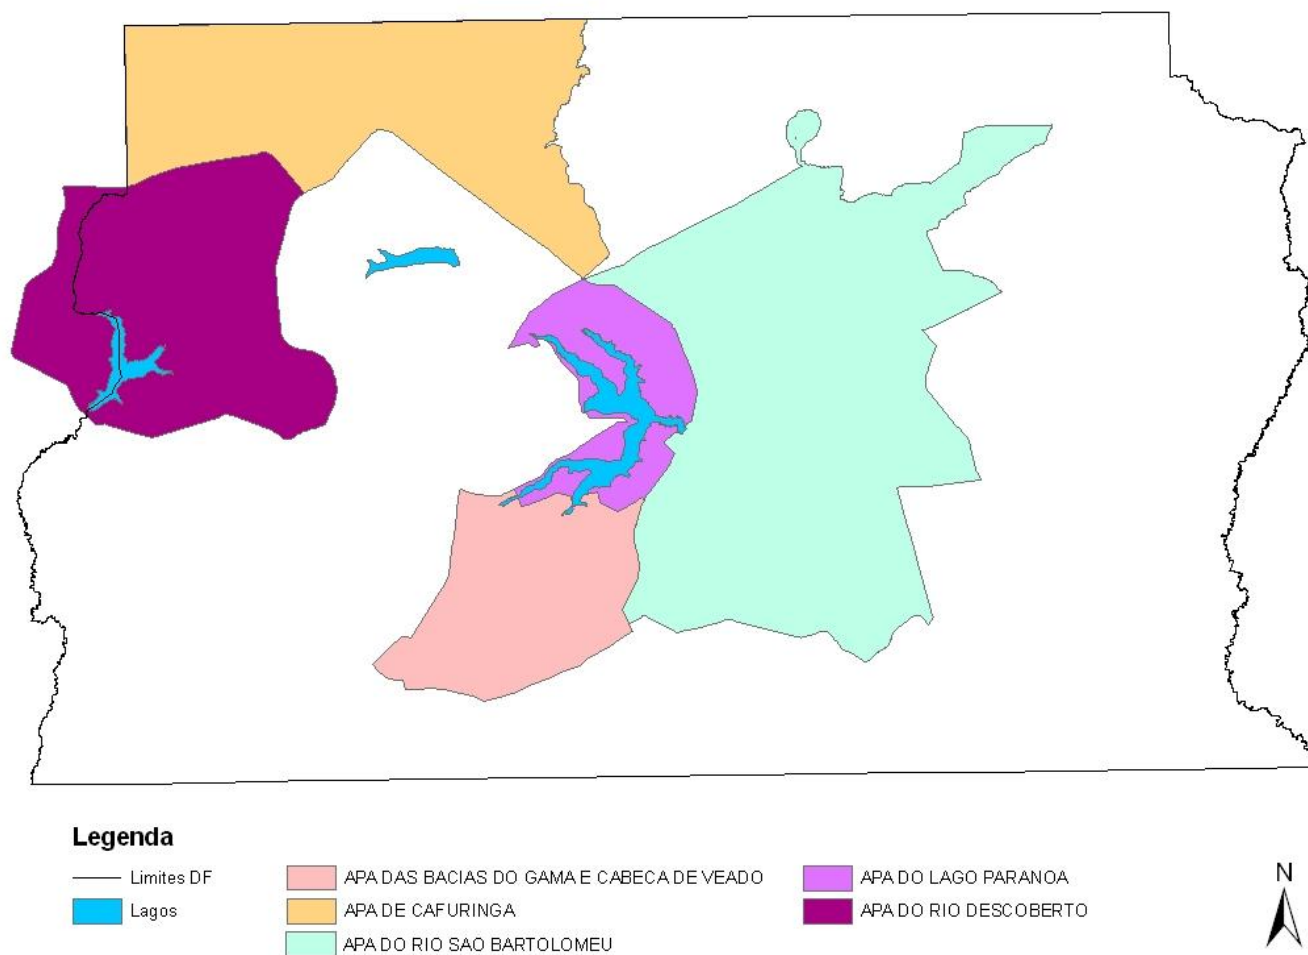 Legenda
Limites DF
Lagos
APA DAS BACIAS DO GAMA E CABECA DE VEADO
APA DE CAFURINGA
APA DO RIO SAO BARTOLOMEU
APA DO LAGO PARANOA
APA DO RIO DESCOBERTO
N